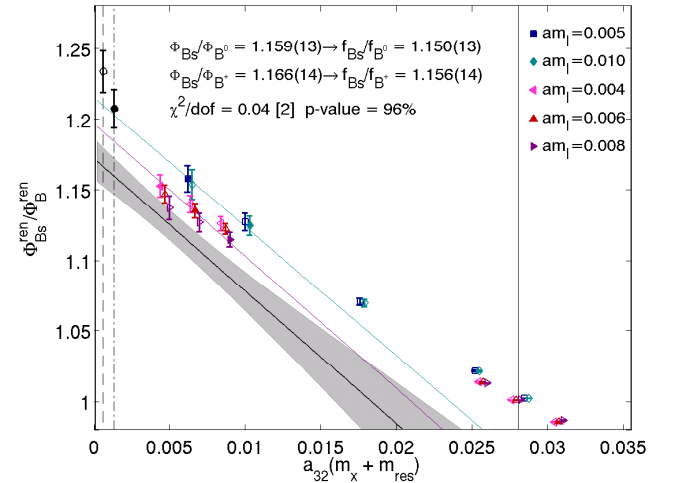 Φ_Bs/Φ_B⁰ = 1.159(13)→ f_Bs/f_B⁰ = 1.150(13)
Φ_Bs/Φ_B⁺ = 1.166(14)→ f_Bs/f_B⁺ = 1.156(14)
χ²/dof = 0.04 [2] p-value = 96%
am_l=0.005
am_l=0.010
am_l=0.004
am_l=0.006
am_l=0.008
Φ_Bs^ren/Φ_B^ren
1.25
1.2
1.15
1.1
1.05
1
0 0.005 0.01 0.015 0.02 0.025 0.03 0.035
a_32(m_x + m_res)